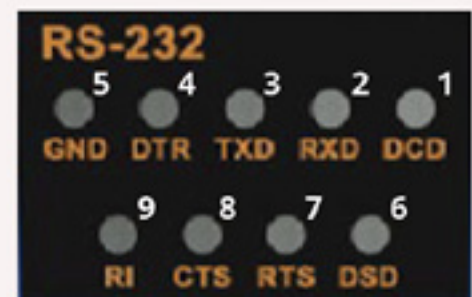 RS-232
5 4 3 2 1
GND DTR TXD RXD DCD
9 8 7 6
RI CTS RTS DSD